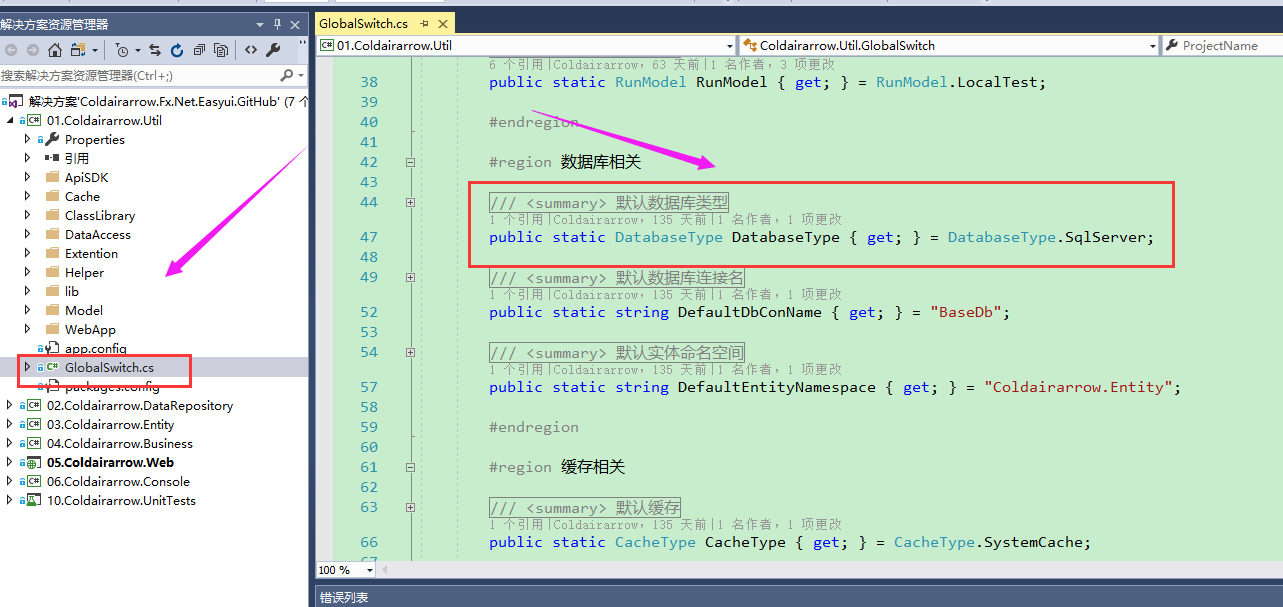 解决方案资源管理器
搜索解决方案资源管理器(Ctrl+;)
解决方案'Coldairarrow.Fx.Net.Easyui.GitHub' (7 个
01.Coldairarrow.Util
Properties
引用
ApiSDK
Cache
ClassLibrary
DataAccess
Extention
Helper
lib
Model
WebApp
app.config
GlobalSwitch.cs
packages.config
02.Coldairarrow.DataRepository
03.Coldairarrow.Entity
04.Coldairarrow.Business
05.Coldairarrow.Web
06.Coldairarrow.Console
10.Coldairarrow.UnitTests
GlobalSwitch.cs
01.Coldairarrow.Util
Coldairarrow.Util.GlobalSwitch
ProjectName
6 个引用|Coldairarrow, 63 天前|1 名作者, 3 项更改
38 public static RunModel RunModel { get; } = RunModel.LocalTest;
39
40 #endregion
41
42 #region 数据库相关
43
44 /// <summary> 默认数据库类型
1 个引用|Coldairarrow, 135 天前|1 名作者, 1 项更改
47 public static DatabaseType DatabaseType { get; } = DatabaseType.SqlServer;
48
49 /// <summary> 默认数据库连接名
1 个引用|Coldairarrow, 135 天前|1 名作者, 1 项更改
52 public static string DefaultDbConName { get; } = "BaseDb";
53
54 /// <summary> 默认实体命名空间
1 个引用|Coldairarrow, 135 天前|1 名作者, 1 项更改
57 public static string DefaultEntityNamespace { get; } = "Coldairarrow.Entity";
58
59 #endregion
60
61 #region 缓存相关
62
63 /// <summary> 默认缓存
1 个引用|Coldairarrow, 135 天前|1 名作者, 1 项更改
66 public static CacheType CacheType { get; } = CacheType.SystemCache;
67
100 %
错误列表